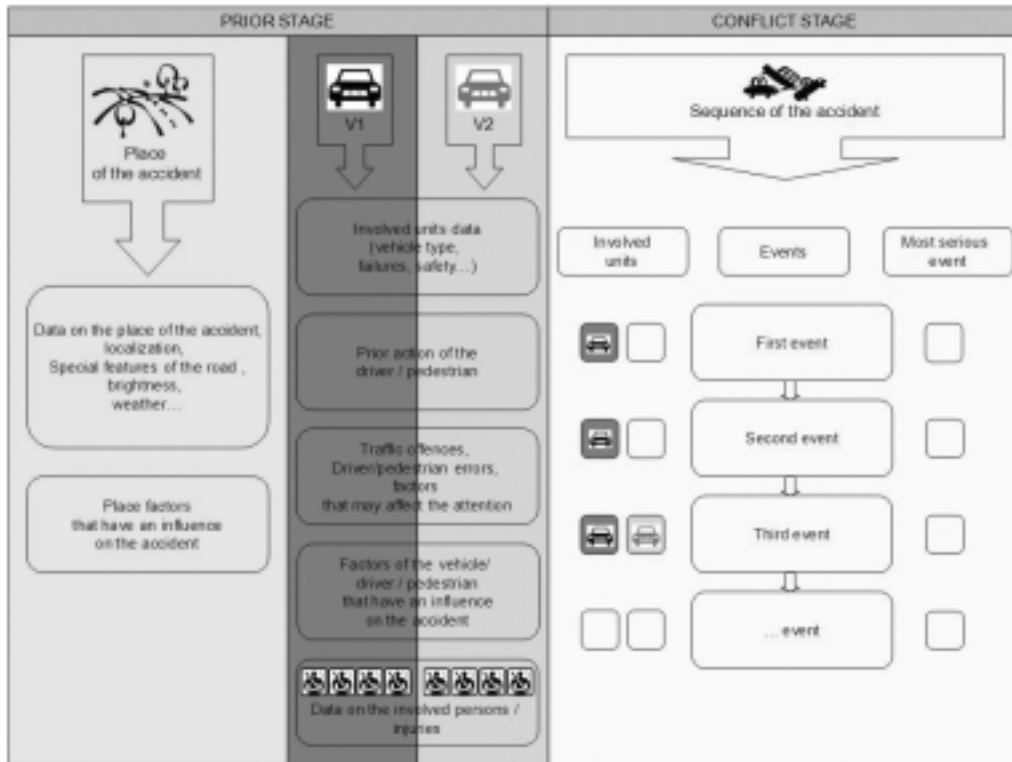 PRIOR STAGE
CONFLICT STAGE
Place
of the accident
V1
V2
Sequence of the accident
Data on the place of the accident,
localization,
Special features of the road ,
brightness,
weather...
Place factors
that have an influence
on the accident
Involved units data
(vehicle type,
failures, safety...)
Prior action of the
driver / pedestrian
Traffic offences,
Driver/pedestrian errors,
factors
that may affect the attention
Factors of the vehicle/
driver / pedestrian
that have an influence
on the accident
Data on the involved persons /
injuries
Involved
units
Events
Most serious
event
First event
Second event
Third event
... event